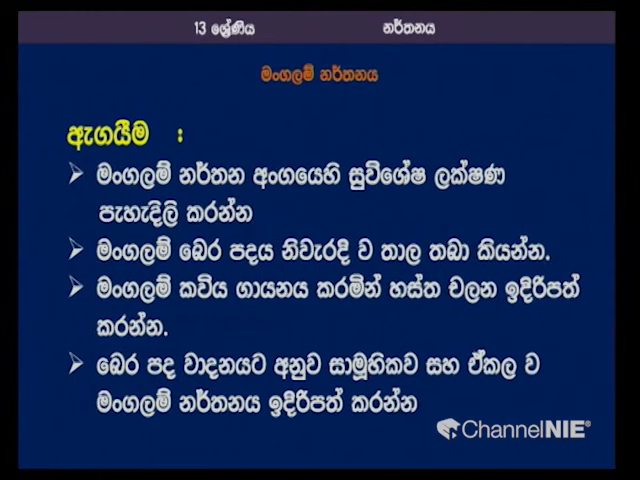 13 ශ්‍රේණිය නර්තනය
මංගලම් නර්තනය
ඇගයීම :
මංගලම් නර්තන අංගයෙහි සුවිශේෂ ලක්ෂණ
පැහැදිලි කරන්න
මංගලම් බෙර පදය නිවැරදි ව තාල තබා කියන්න.
මංගලම් කවිය ගායනය කරමින් හස්ත චලන ඉදිරිපත්
කරන්න.
බෙර පද වාදනයට අනුව සාමූහිකව සහ ඒකල ව
මංගලම් නර්තනය ඉදිරිපත් කරන්න
ChannelNIE®